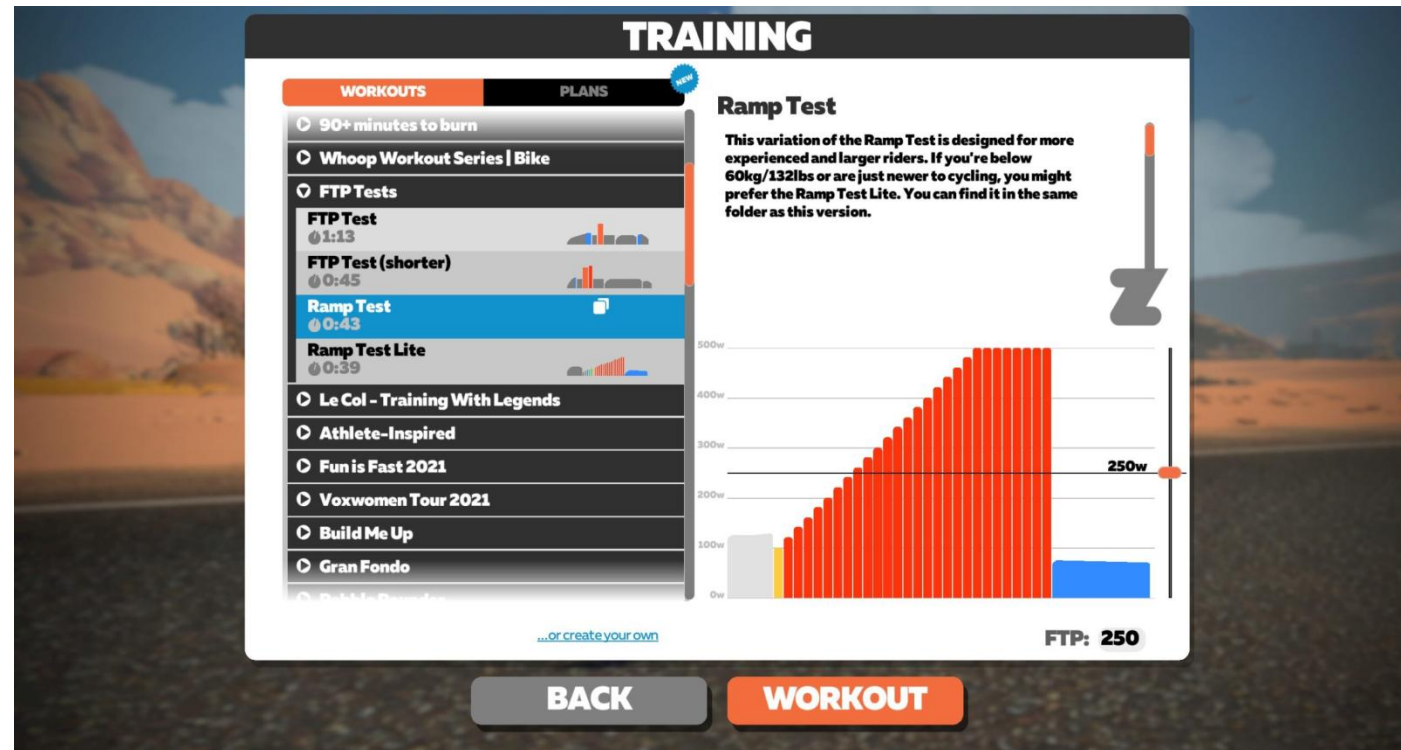 TRAINING
WORKOUTS
PLANS
NEW
90+ minutes to burn
Whoop Workout Series | Bike
FTP Tests
FTP Test
1:13
FTP Test (shorter)
0:45
Ramp Test
0:43
Ramp Test Lite
0:39
Le Col - Training With Legends
Athlete-Inspired
Fun is Fast 2021
Voxwomen Tour 2021
Build Me Up
Gran Fondo
...or create your own
Ramp Test
This variation of the Ramp Test is designed for more
experienced and larger riders. If you're below
60kg/132lbs or are just newer to cycling, you might
prefer the Ramp Test Lite. You can find it in the same
folder as this version.
500w
400w
300w
250w
200w
100w
0w
FTP: 250
BACK
WORKOUT